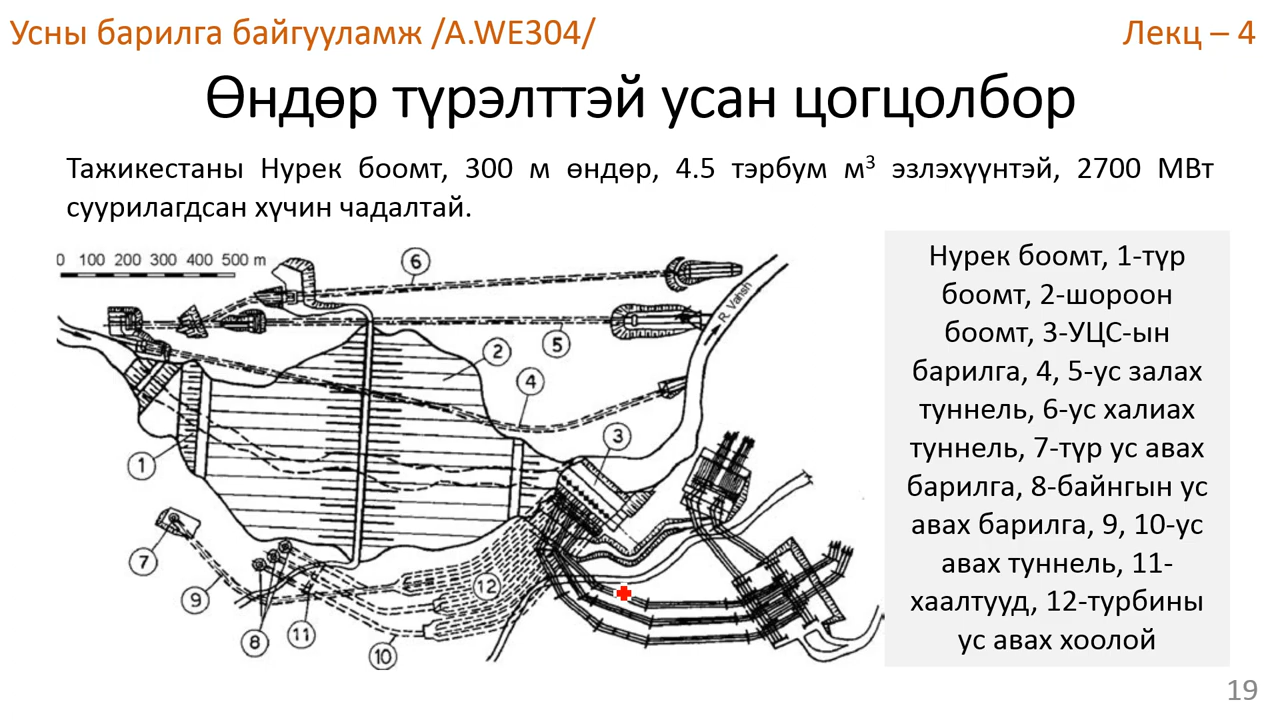 Усны барилга байгууламж /A.WE304/
Лекц – 4
Өндөр түрэлттэй усан цогцолбор
Тажикестаны Нурек боомт, 300 м өндөр, 4.5 тэрбум м³ эзлэхүүнтэй, 2700 МВт
суурилагдсан хүчин чадалтай.
0 100 200 300 400 500 m
6
R. Vahsh
5
2
4
3
1
7
12
9
8
11
10
Нурек боомт, 1-түр
боомт, 2-шороон
боомт, 3-УЦС-ын
барилга, 4, 5-ус залах
туннель, 6-ус халиах
туннель, 7-түр ус авах
барилга, 8-байнгын ус
авах барилга, 9, 10-ус
авах туннель, 11-
хаалтууд, 12-турбины
ус авах хоолой
19